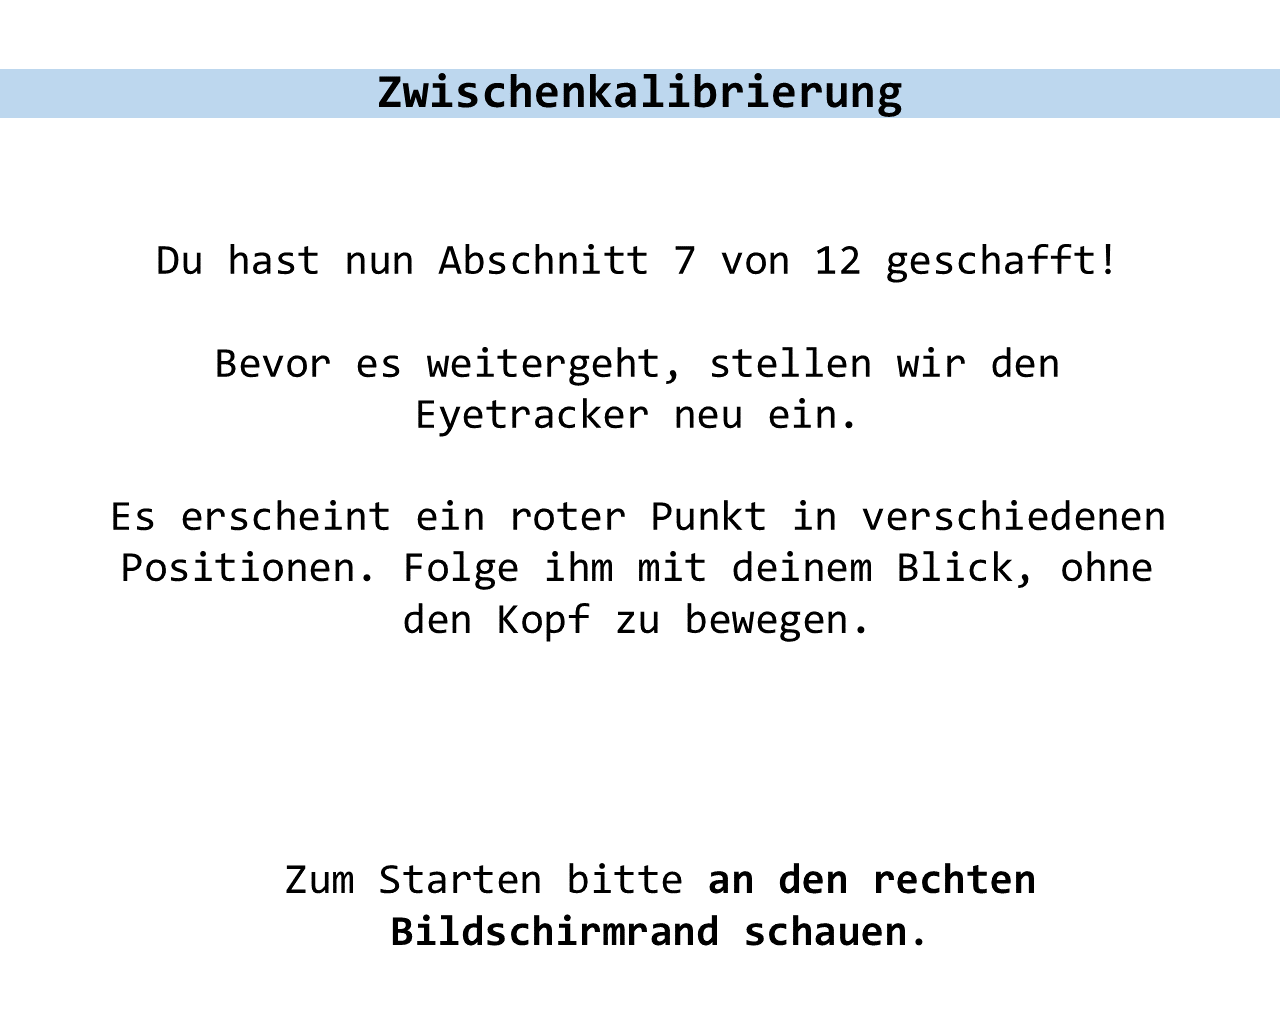 Zwischenkalibrierung
Du hast nun Abschnitt 7 von 12 geschafft!
Bevor es weitergeht, stellen wir den
Eyetracker neu ein.
Es erscheint ein roter Punkt in verschiedenen
Positionen. Folge ihm mit deinem Blick, ohne
den Kopf zu bewegen.
Zum Starten bitte an den rechten
Bildschirmrand schauen.